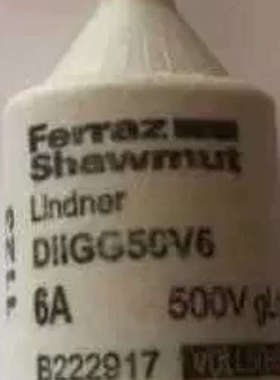 Ferraz
Shawmut
Lindner
DIIGG50V6
6A 500V gL
B222917